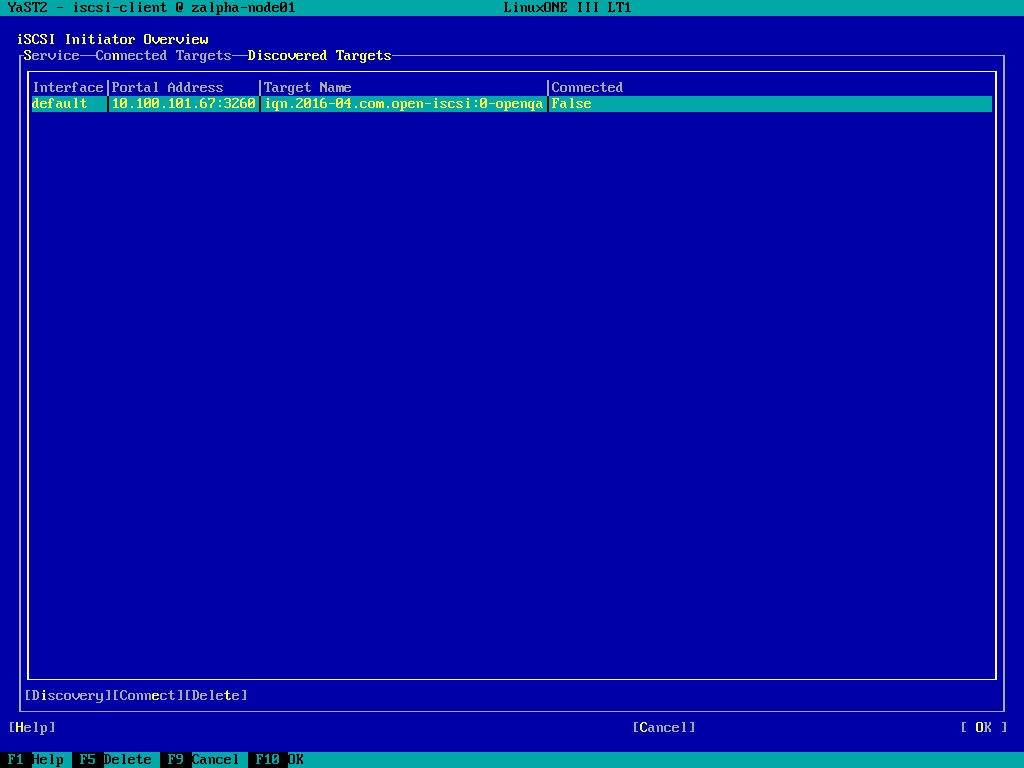 YaST2 - iscsi-client @ zalpha-node01 LinuxONE III LT1
iSCSI Initiator Overview
Service Connected Targets Discovered Targets
Interface|Portal Address |Target Name |Connected
default |10.100.101.67:3260|iqn.2016-04.com.open-iscsi:0-openqa|False
[Discovery][Connect][Delete]
[Help] [Cancel] [ OK ]
F1 Help F5 Delete F9 Cancel F10 OK